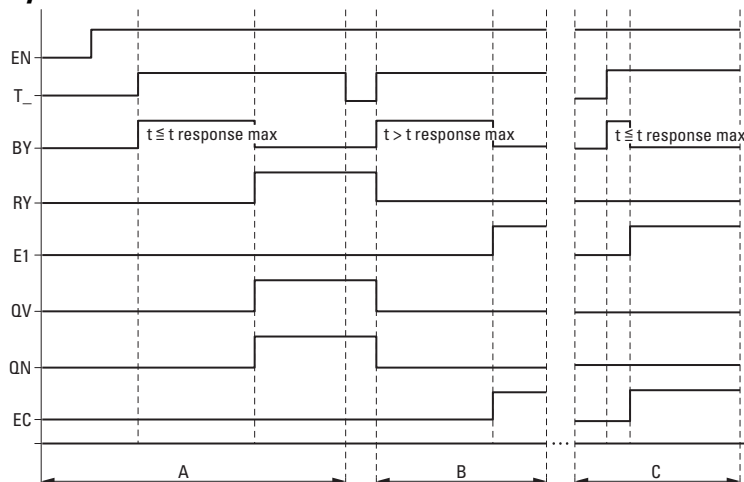 EN
T_
BY
t ≦ t response max
t > t response max
t ≦ t response max
RY
E1
QV
QN
EC
...
A
B
C